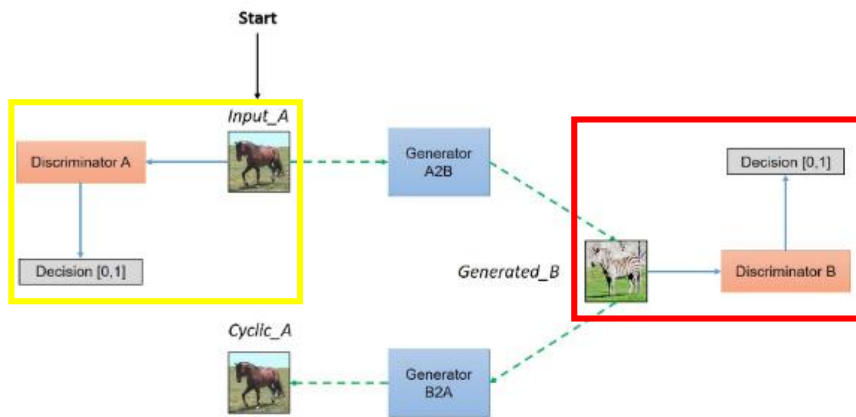 Start
Input_A
Discriminator A
Generator
A2B
Decision [0,1]
Decision [0,1]
Generated_B
Discriminator B
Cyclic_A
Generator
B2A